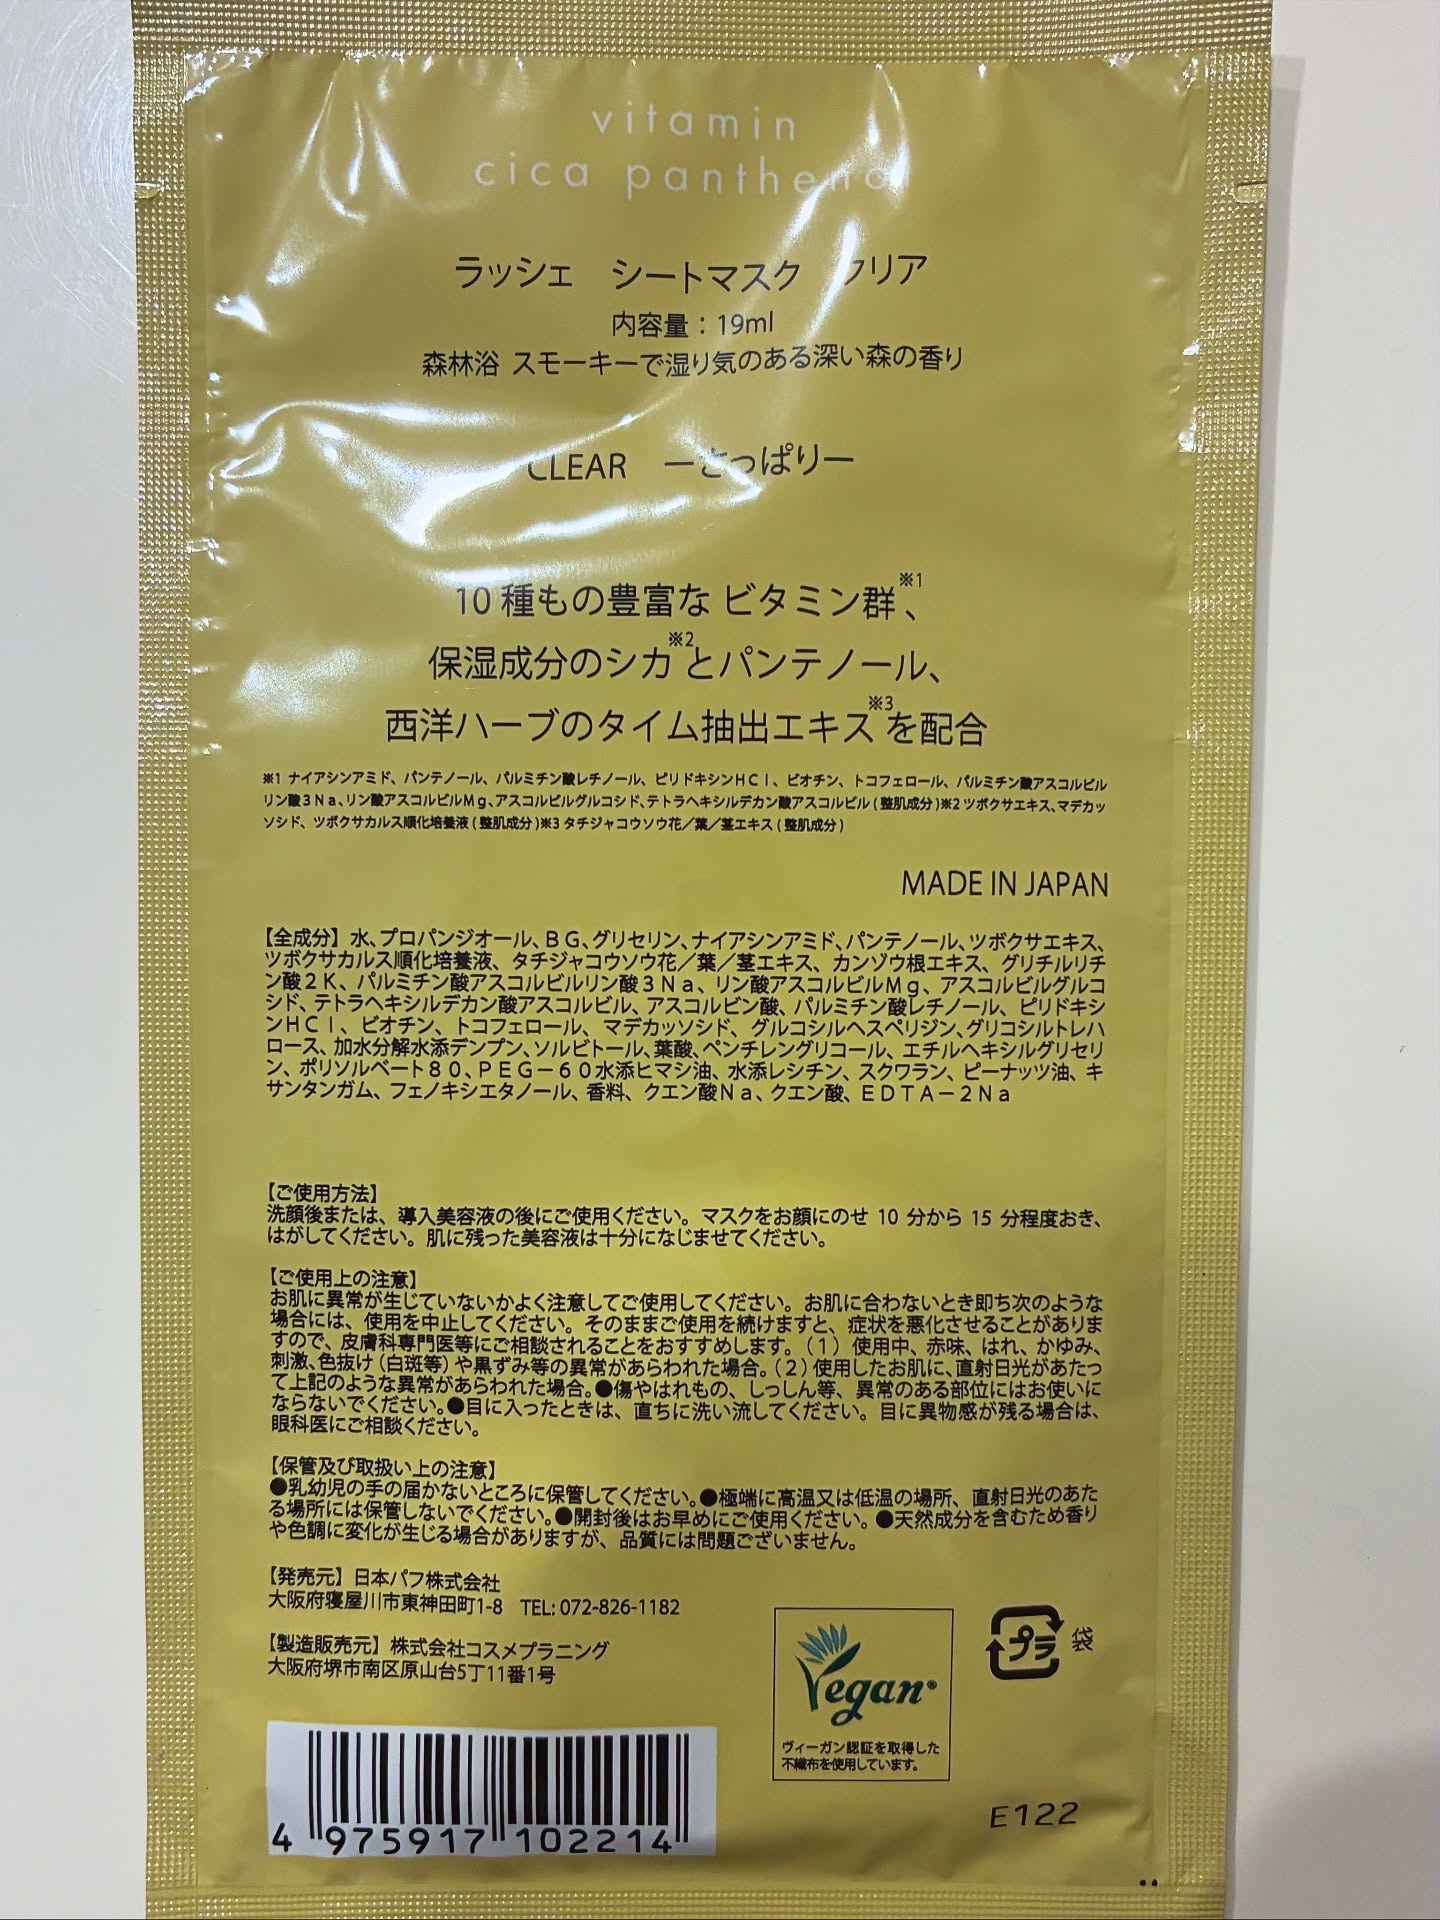 vitamin
cica panthenol
ラッシェ　シートマスク　クリア
内容量：19ml
森林浴 スモーキーで湿り気のある深い森の香り
CLEAR　ーさっぱりー
10 種もの豊富な ビタミン群※1、
保湿成分のシカ※2とパンテノール、
西洋ハーブのタイム抽出エキス※3を配合
※1 ナイアシンアミド、パンテノール、パルミチン酸レチノール、ピリドキシンＨＣｌ、ビオチン、トコフェロール、パルミチン酸アスコルビル
リン酸３Ｎａ、リン酸アスコルビルＭｇ、アスコルビルグルコシド、テトラヘキシルデカン酸アスコルビル（整肌成分）※2 ツボクサエキス、マデカッ
ソシド、ツボクサカルス順化培養液（整肌成分）※3 タチジャコウソウ花／葉／茎エキス（整肌成分）
MADE IN JAPAN
【全成分】水、プロパンジオール、ＢＧ、グリセリン、ナイアシンアミド、パンテノール、ツボクサエキス、
ツボクサカルス順化培養液、タチジャコウソウ花／葉／茎エキス、カンゾウ根エキス、グリチルリチ
ン酸２Ｋ、パルミチン酸アスコルビルリン酸３Ｎａ、リン酸アスコルビルＭｇ、アスコルビルグルコ
シド、テトラヘキシルデカン酸アスコルビル、アスコルビン酸、パルミチン酸レチノール、ピリドキシ
ンＨＣｌ、ビオチン、トコフェロール、マデカッソシド、グルコシルヘスペリジン、グリコシルトレハ
ロース、加水分解水添デンプン、ソルビトール、葉酸、ペンチレングリコール、エチルヘキシルグリセリ
ン、ポリソルベート８０、ＰＥＧ－６０水添ヒマシ油、水添レシチン、スクワラン、ピーナッツ油、キ
サンタンガム、フェノキシエタノール、香料、クエン酸Ｎａ、クエン酸、ＥＤＴＡ－２Ｎａ
【ご使用方法】
洗顔後または、導入美容液の後にご使用ください。マスクをお顔にのせ 10 分から 15 分程度おき、
はがしてください。肌に残った美容液は十分になじませてください。
【ご使用上の注意】
お肌に異常が生じていないかよく注意してご使用してください。お肌に合わないとき即ち次のような
場合には、使用を中止してください。そのままご使用を続けますと、症状を悪化させることがありま
すので、皮膚科専門医等にご相談されることをおすすめします。（1）使用中、赤味、はれ、かゆみ、
刺激、色抜け（白斑等）や黒ずみ等の異常があらわれた場合。（2）使用したお肌に、直射日光があたっ
て上記のような異常があらわれた場合。●傷やはれもの、しっしん等、異常のある部位にはお使いに
ならないでください。●目に入ったときは、直ちに洗い流してください。目に異物感が残る場合は、
眼科医にご相談ください。
【保管及び取扱い上の注意】
●乳幼児の手の届かないところに保管してください。●極端に高温又は低温の場所、直射日光のあた
る場所には保管しないでください。●開封後はお早めにご使用ください。●天然成分を含むため香り
や色調に変化が生じる場合がありますが、品質には問題ございません。
【発売元】日本パフ株式会社
大阪府寝屋川市東神田町1-8　TEL: 072-826-1182
【製造販売元】株式会社コスメプラニング
大阪府堺市南区原山台5丁11番1号
Vegan®
ヴィーガン認証を取得した
不織布を使用しています。
プラ 袋
4 975917 102214
E122